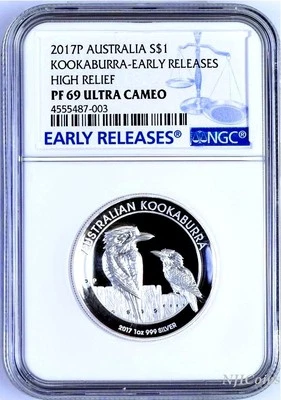 2017P AUSTRALIA S$1
KOOKABURRA-EARLY RELEASES
HIGH RELIEF
PF 69 ULTRA CAMEO
4555487-003
EARLY RELEASES®
NGC®
AUSTRALIAN KOOKABURRA
2017 1oz 999 SILVER
NJHCoins